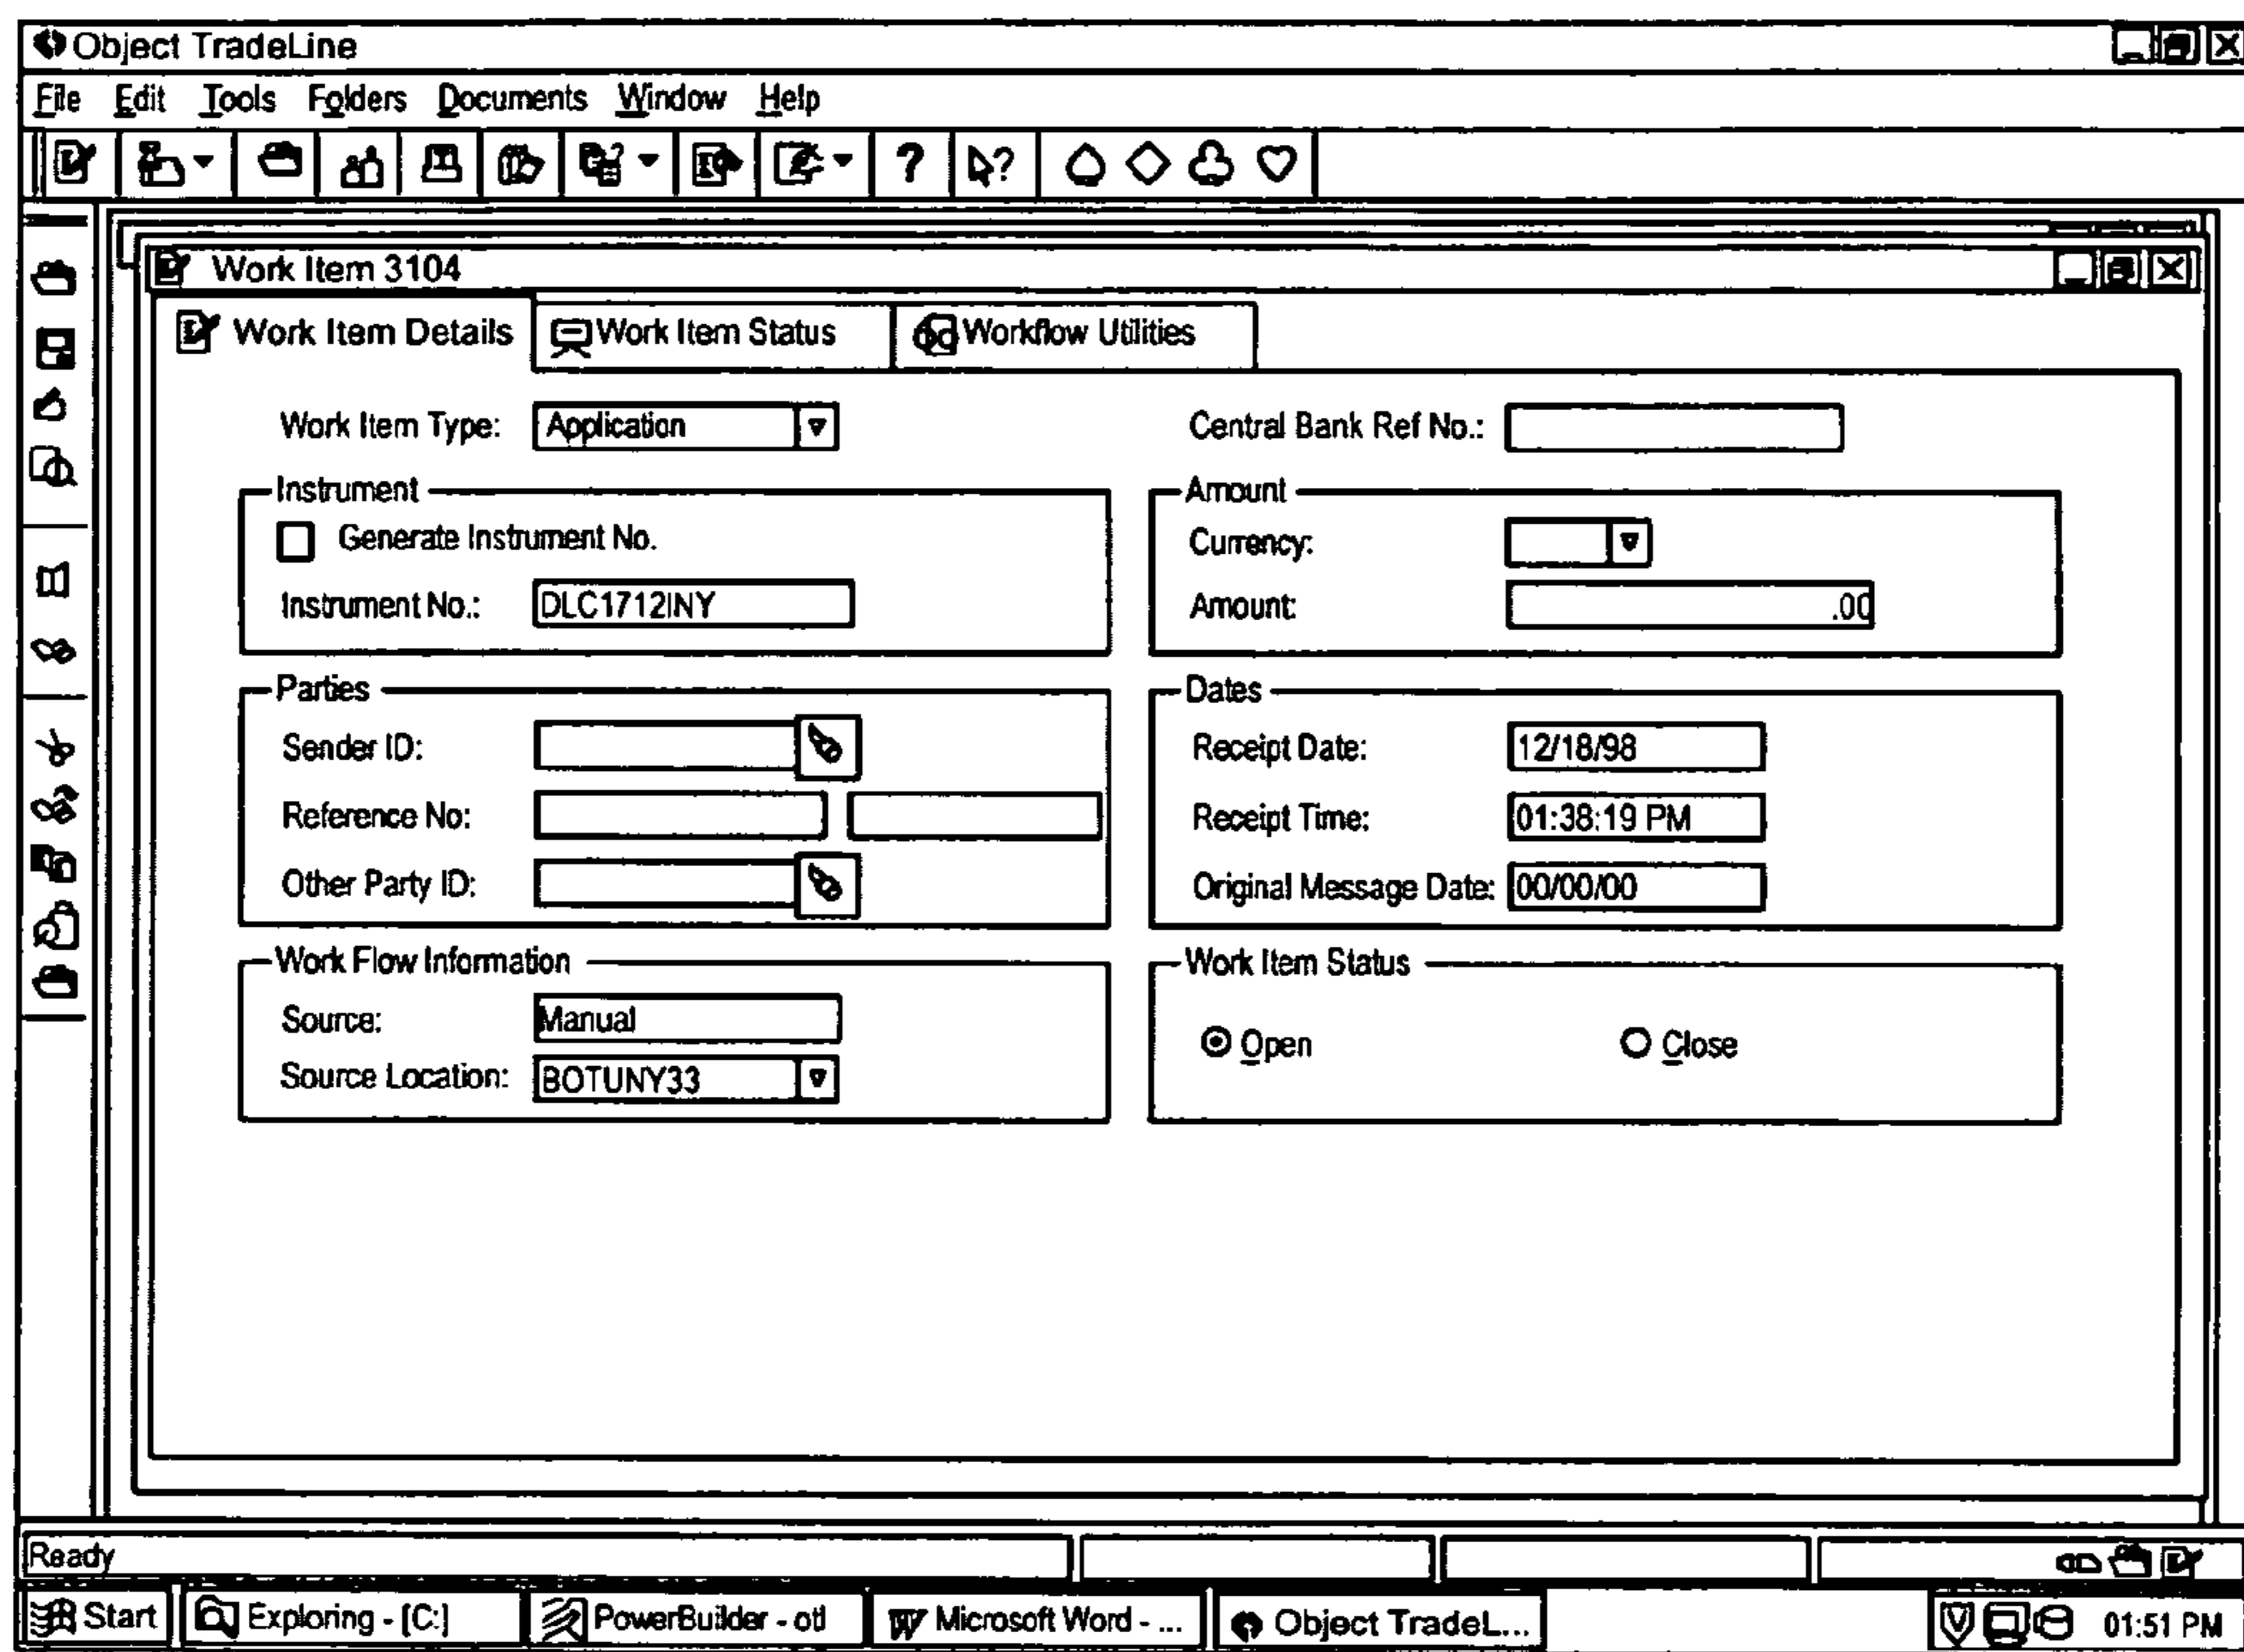 Object TradeLine
File Edit Tools Folders Documents Window Help
Work Item 3104
Work Item Details Work Item Status Workflow Utilities
Work Item Type: Application Central Bank Ref No.:
Instrument
Generate Instrument No.
Instrument No.: DLC1712INY
Amount
Currency:
Amount: .00
Parties
Sender ID:
Reference No:
Other Party ID:
Dates
Receipt Date: 12/18/98
Receipt Time: 01:38:19 PM
Original Message Date: 00/00/00
Work Flow Information
Source: Manual
Source Location: BOTUNY33
Work Item Status
Open Close
Ready
Start Exploring - [C:] PowerBuilder - otl Microsoft Word - ... Object TradeL... 01:51 PM